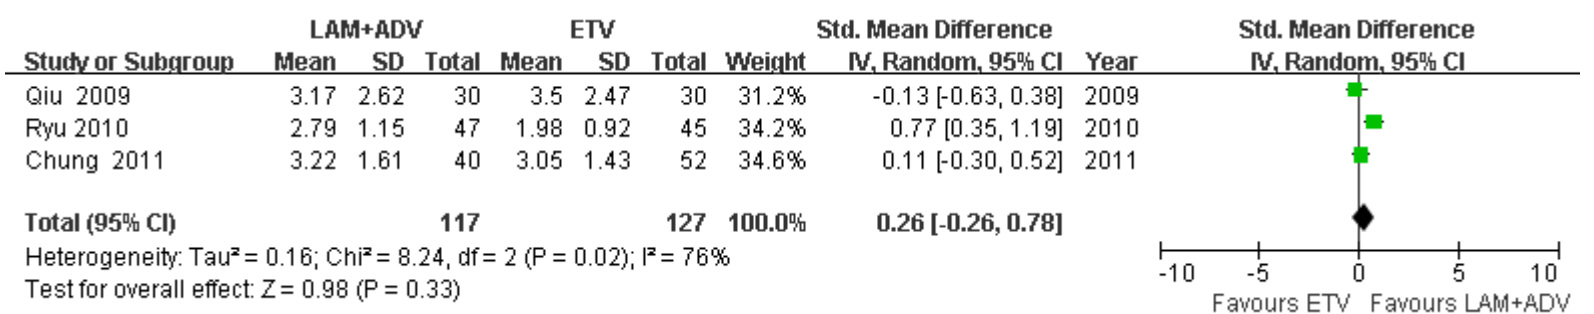 LAM+ADV ETV Std. Mean Difference Std. Mean Difference
Study or Subgroup Mean SD Total Mean SD Total Weight IV, Random, 95% CI Year IV, Random, 95% CI
Qiu 2009 3.17 2.62 30 3.5 2.47 30 31.2% -0.13 [-0.63, 0.38] 2009
Ryu 2010 2.79 1.15 47 1.98 0.92 45 34.2% 0.77 [0.35, 1.19] 2010
Chung 2011 3.22 1.61 40 3.05 1.43 52 34.6% 0.11 [-0.30, 0.52] 2011
Total (95% CI) 117 127 100.0% 0.26 [-0.26, 0.78]
Heterogeneity: Tau² = 0.16; Chi² = 8.24, df = 2 (P = 0.02); I² = 76%
Test for overall effect: Z = 0.98 (P = 0.33)
-10 -5 0 5 10
Favours ETV Favours LAM+ADV